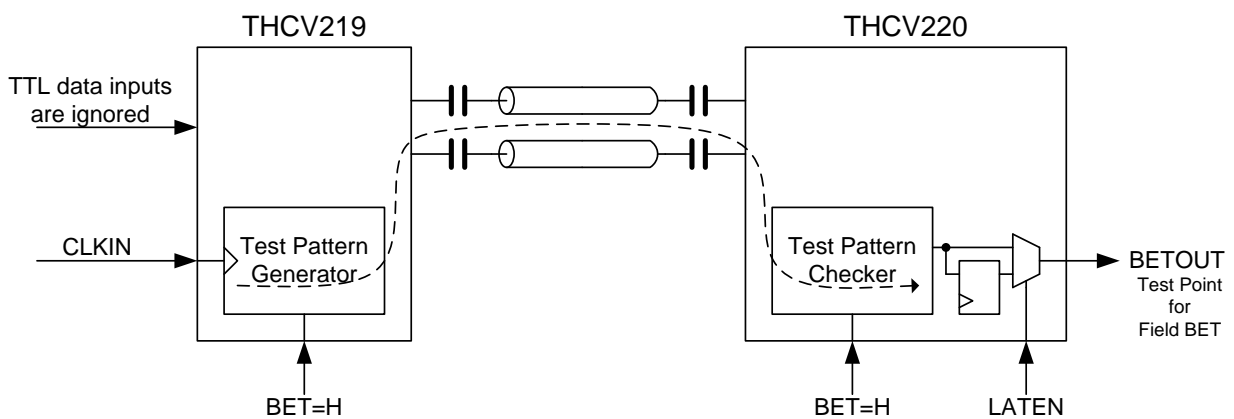 THCV219
THCV220
TTL data inputs
are ignored
CLKIN
Test Pattern
Generator
Test Pattern
Checker
BETOUT
Test Point
for
Field BET
BET=H
BET=H
LATEN